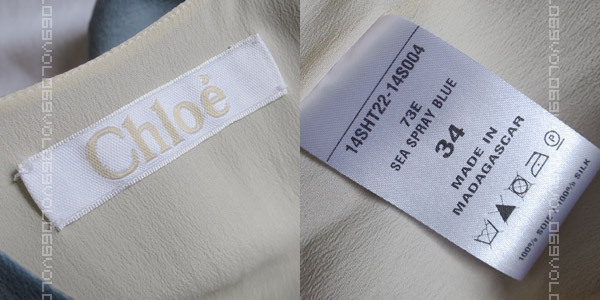 Chloé
14SHT22-14S004
73E
SEA SPRAY BLUE
34
MADE IN
MADAGASCAR
100% SOIE / 100% SILK